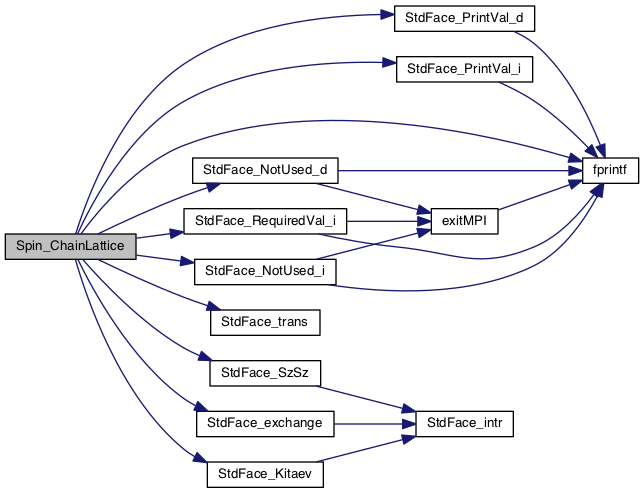 StdFace_PrintVal_d
StdFace_PrintVal_i
StdFace_NotUsed_d
fprintf
StdFace_RequiredVal_i
exitMPI
Spin_ChainLattice
StdFace_NotUsed_i
StdFace_trans
StdFace_SzSz
StdFace_exchange
StdFace_intr
StdFace_Kitaev